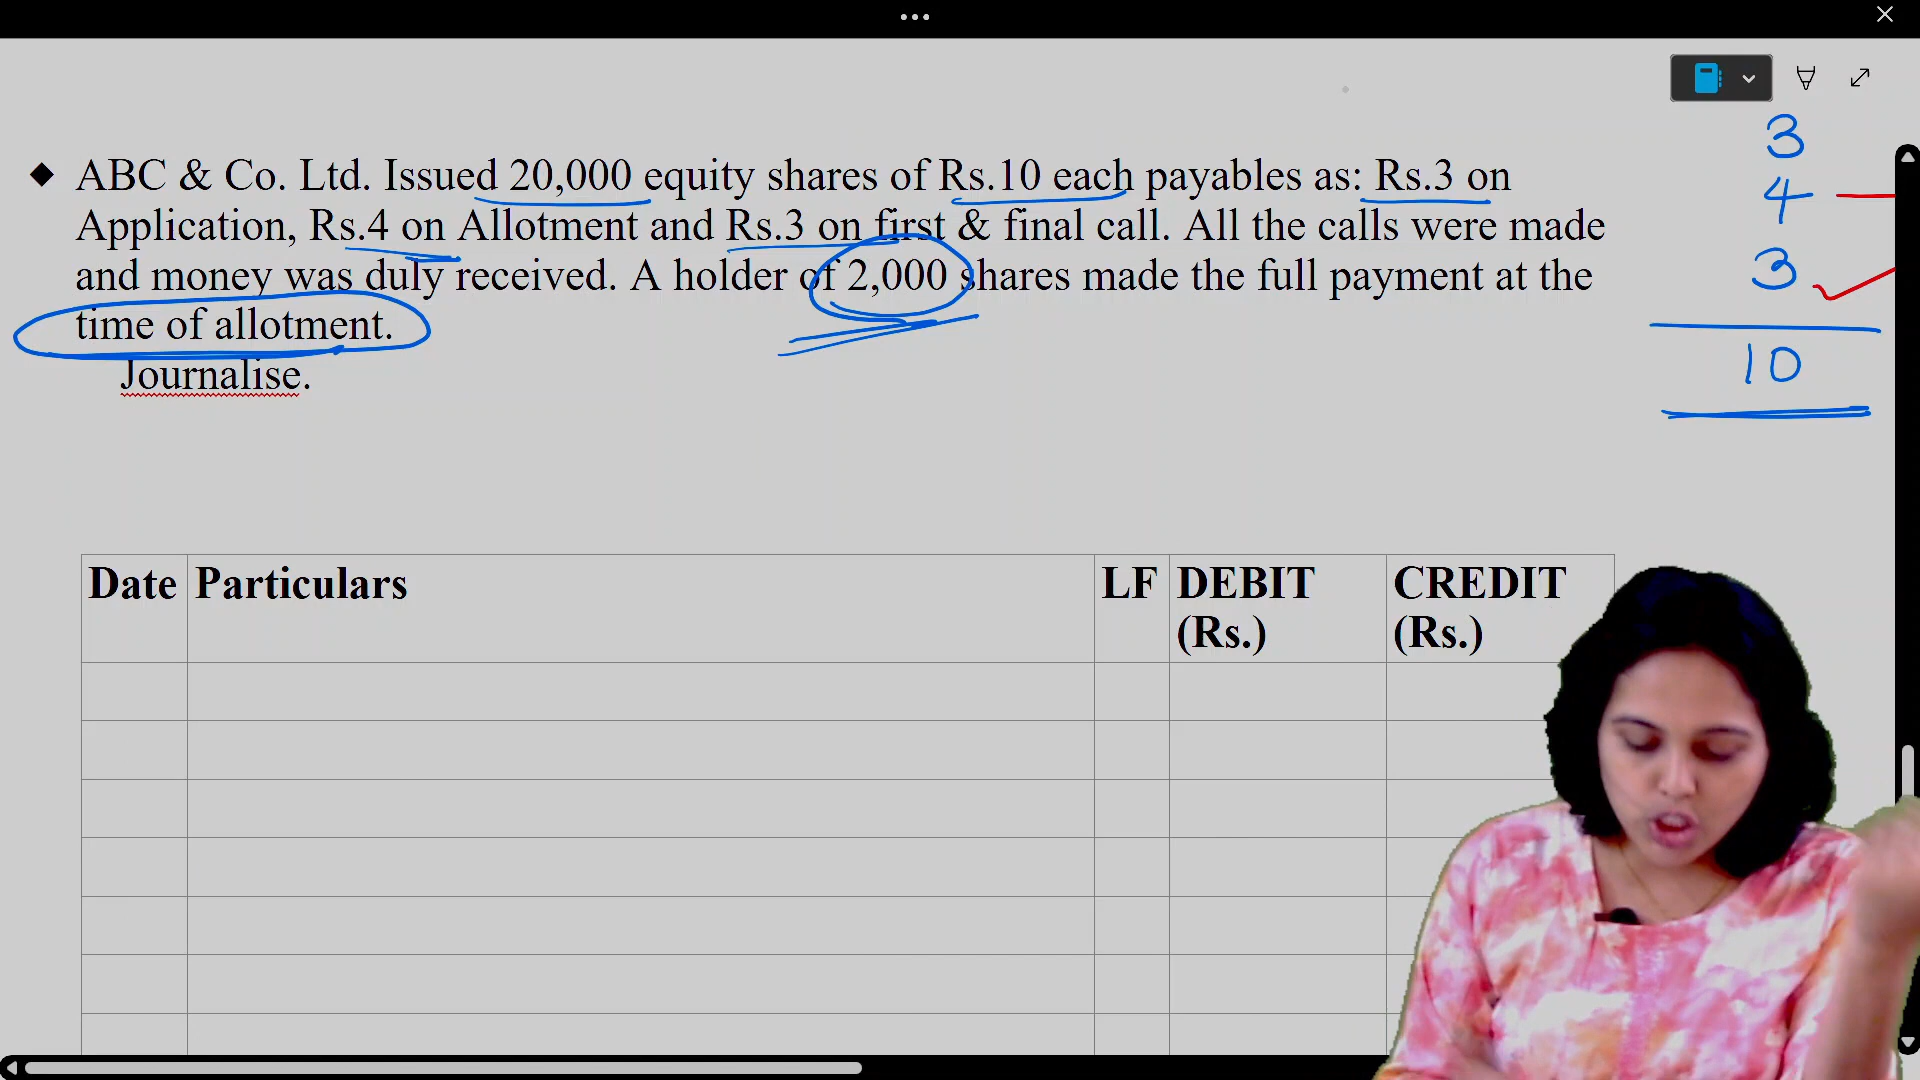 ◆ ABC & Co. Ltd. Issued 20,000 equity shares of Rs.10 each payables as: Rs.3 on
Application, Rs.4 on Allotment and Rs.3 on first & final call. All the calls were made
and money was duly received. A holder of 2,000 shares made the full payment at the
time of allotment.
Journalise.
3
4
3
10
Date Particulars LF DEBIT (Rs.) CREDIT (Rs.)